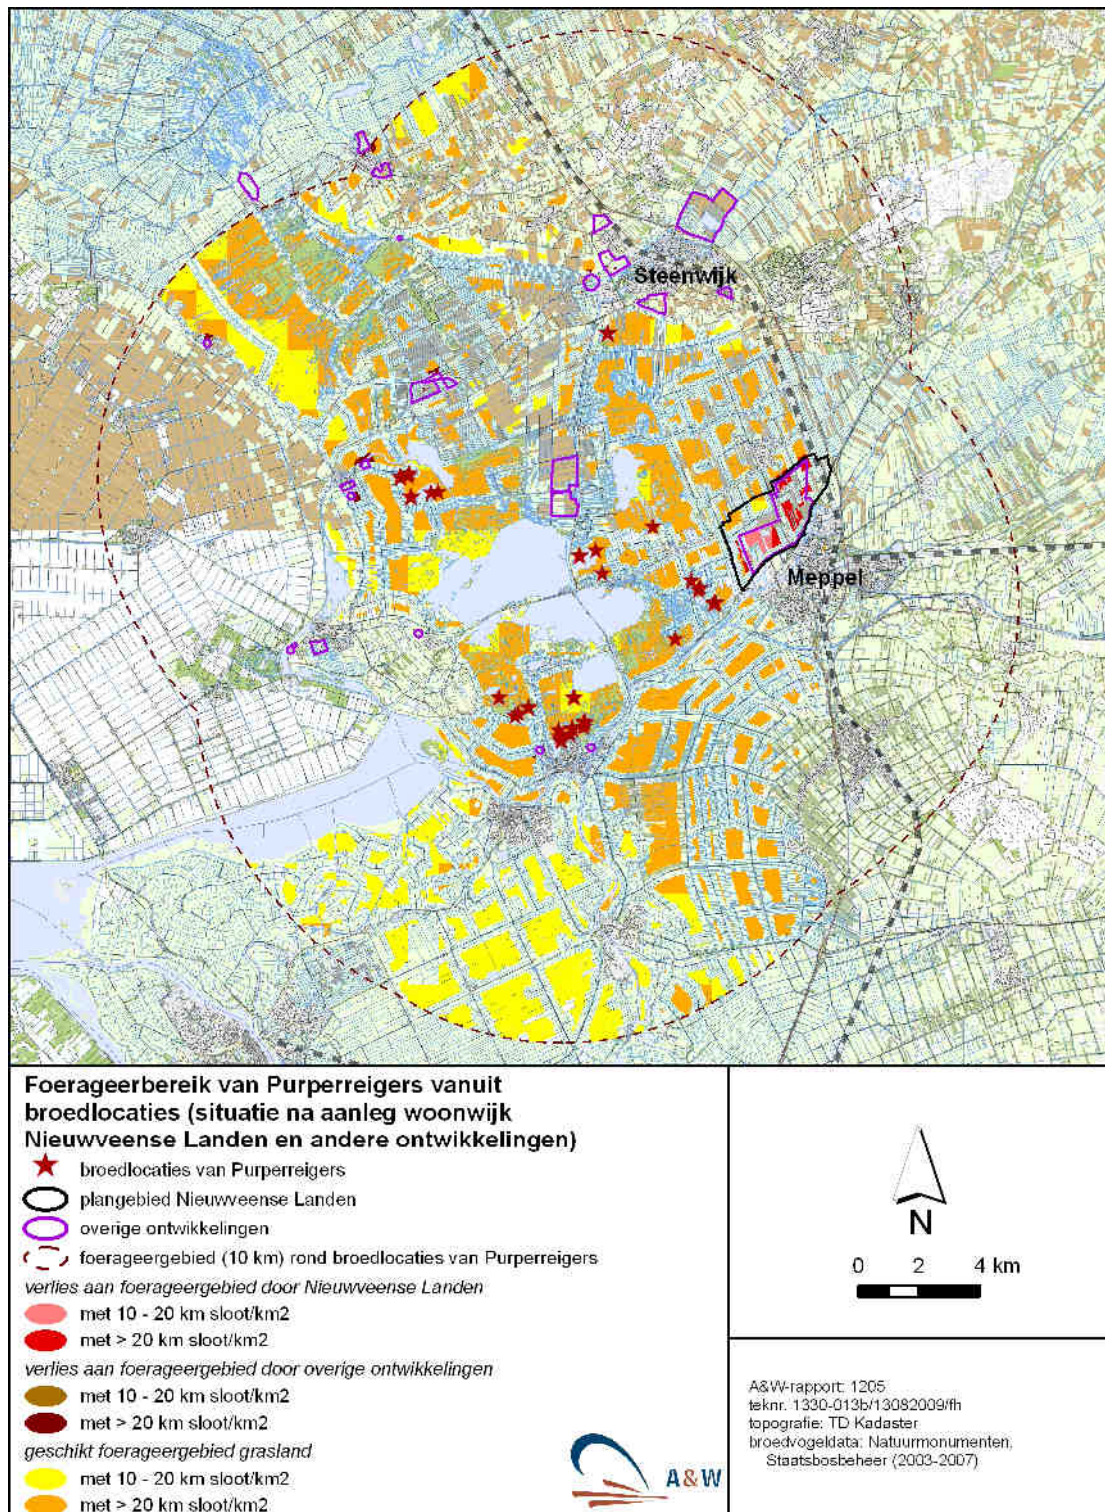 Steenwijk
Meppel
Foerageerbereik van Purperreigers vanuit
broedlocaties (situatie na aanleg woonwijk
Nieuwveense Landen en andere ontwikkelingen)
broedlocaties van Purperreigers
plangebied Nieuwveense Landen
overige ontwikkelingen
foerageergebied (10 km) rond broedlocaties van Purperreigers
verlies aan foerageergebied door Nieuwveense Landen
met 10 - 20 km sloot/km2
met > 20 km sloot/km2
verlies aan foerageergebied door overige ontwikkelingen
met 10 - 20 km sloot/km2
met > 20 km sloot/km2
geschikt foerageergebied grasland
met 10 - 20 km sloot/km2
met > 20 km sloot/km2
A&W
N
0 2 4 km
A&W-rapport: 1205
teknr. 1330-013b/13082009/fh
topografie: TD Kadaster
broedvogeldata: Natuurmonumenten,
Staatsbosbeheer (2003-2007)